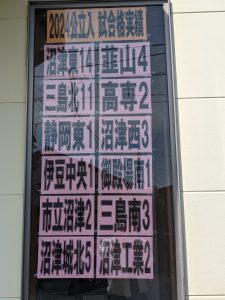 2024公立入試合格実績
沼津東14 韮山4
三島北11 高専2
静岡東1 沼津西3
伊豆中央1 御殿場南1
市立沼津2 三島南3
沼津城北5 沼津工業2